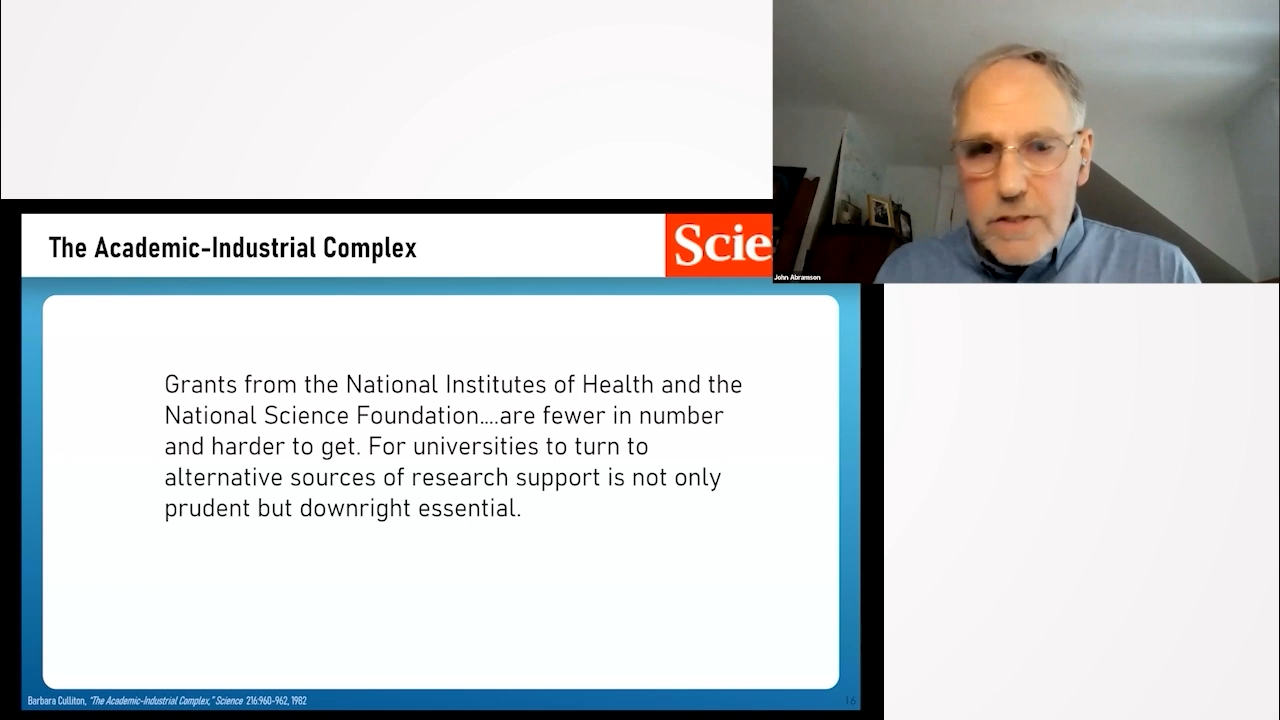 The Academic-Industrial Complex
Scie
John Abramson
Grants from the National Institutes of Health and the
National Science Foundation....are fewer in number
and harder to get. For universities to turn to
alternative sources of research support is not only
prudent but downright essential.
Barbara Culliton, "The Academic-Industrial Complex," Science 216:960-962, 1982
16